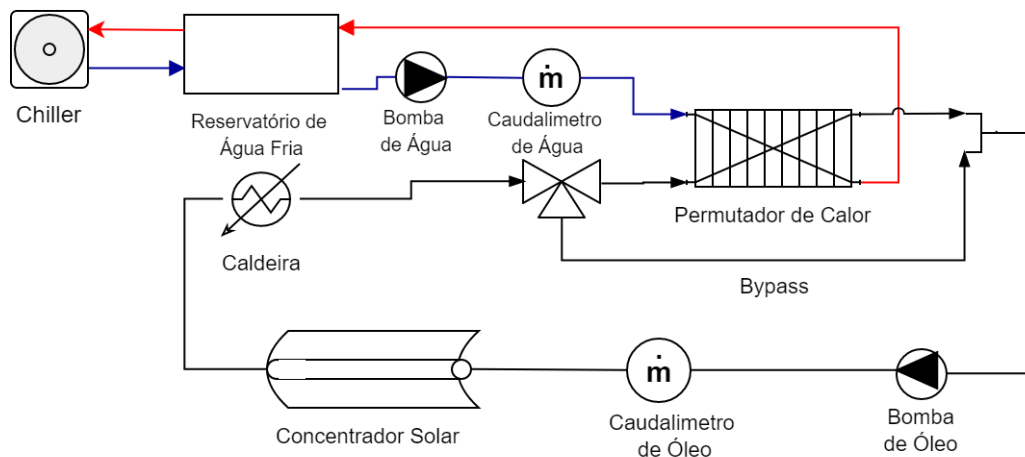 ṁ
Chiller
Reservatório de
Água Fria
Bomba
de Água
Caudalimetro
de Água
Permutador de Calor
Caldeira
Bypass
ṁ
Concentrador Solar
Caudalimetro
de Óleo
Bomba
de Óleo